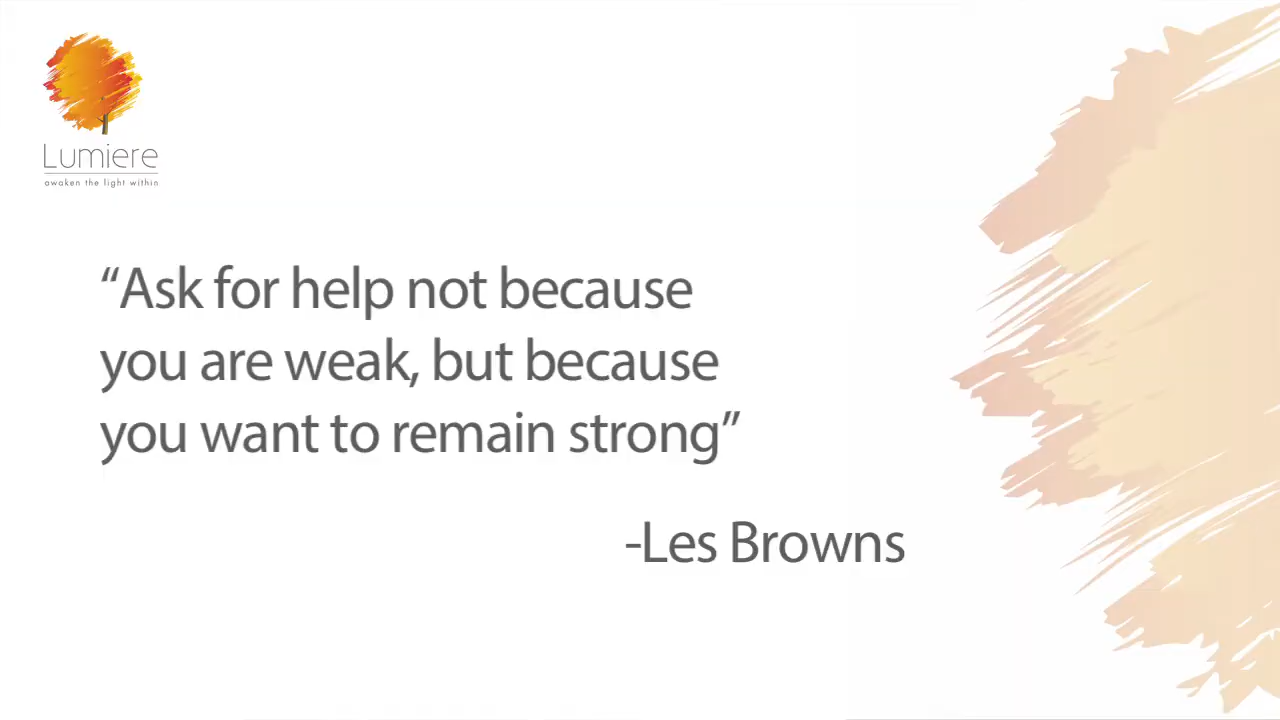 Lumiere
awaken the light within
“Ask for help not because
you are weak, but because
you want to remain strong”
-Les Browns